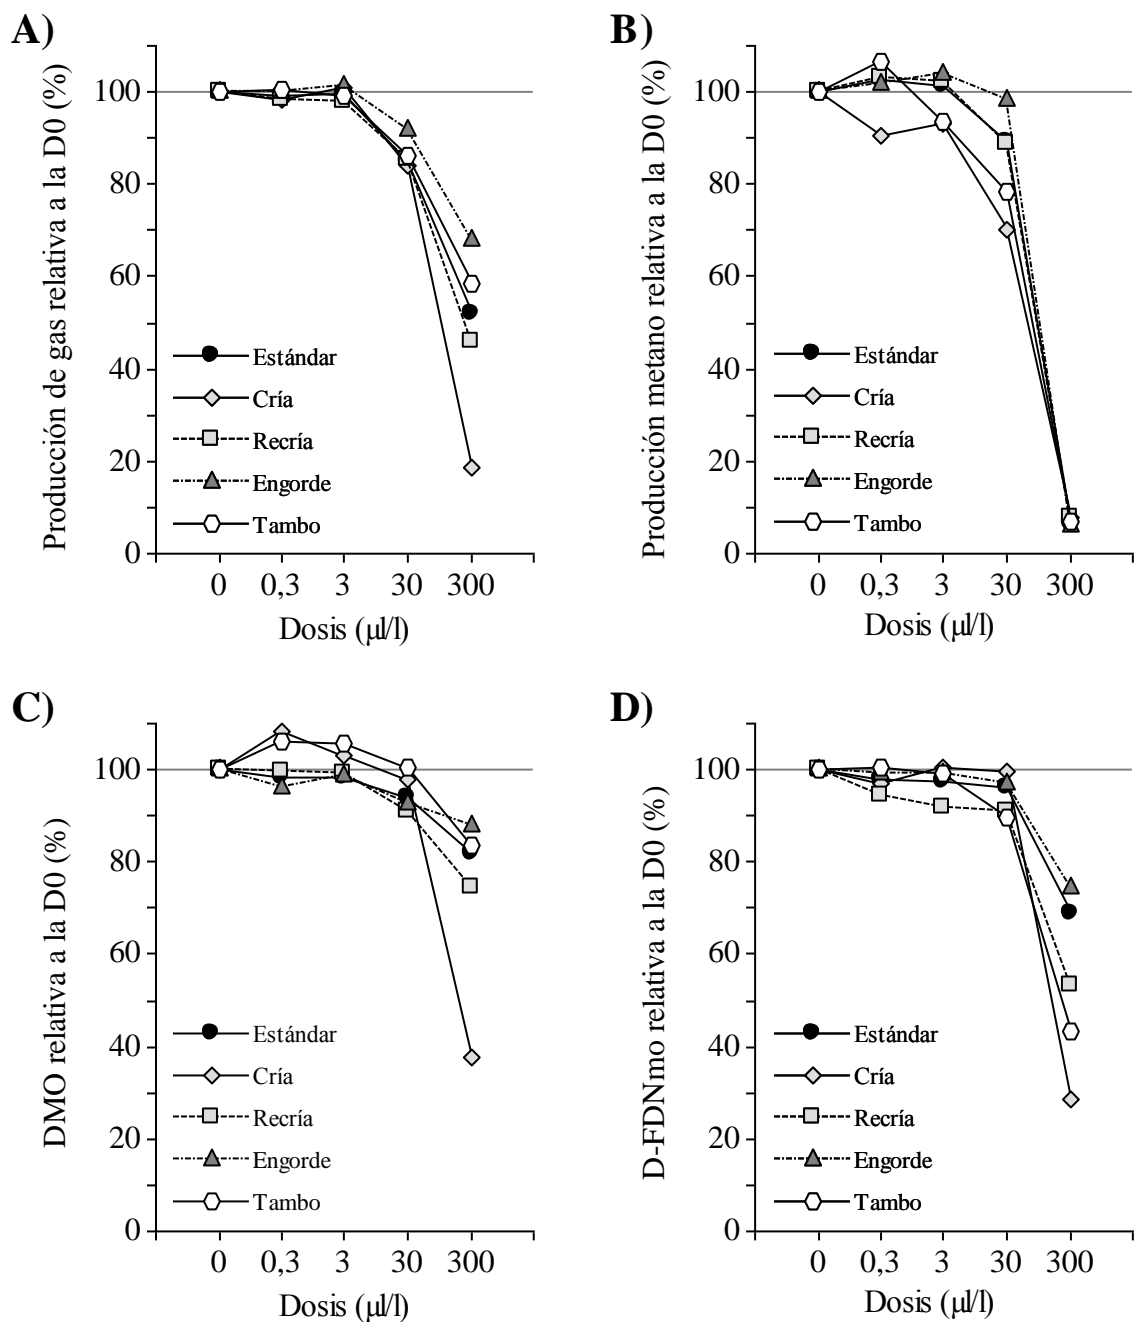 A)
Producción de gas relativa a la D0 (%)
100
80
60
40
20
0
Estándar
Cría
Recría
Engorde
Tambo
0 0,3 3 30 300
Dosis (µl/l)
B)
Producción metano relativa a la D0 (%)
100
80
60
40
20
0
Estándar
Cría
Recría
Engorde
Tambo
0 0,3 3 30 300
Dosis (µl/l)
C)
DMO relativa a la D0 (%)
100
80
60
40
20
0
Estándar
Cría
Recría
Engorde
Tambo
0 0,3 3 30 300
Dosis (µl/l)
D)
D-FDNmo relativa a la D0 (%)
100
80
60
40
20
0
Estándar
Cría
Recría
Engorde
Tambo
0 0,3 3 30 300
Dosis (µl/l)